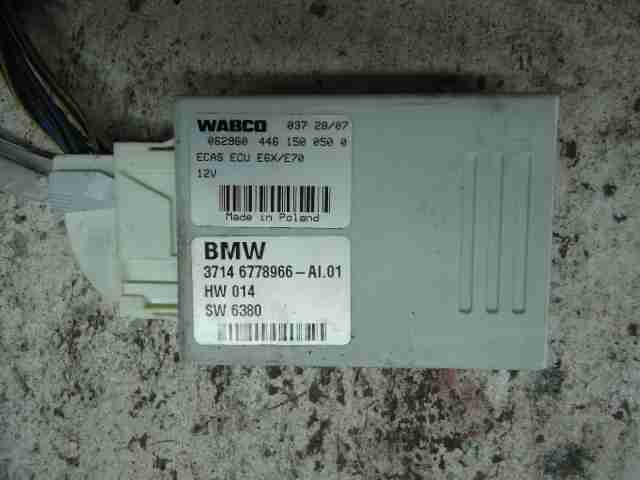 WABCO 037 28/07
062960 446 150 050 0
ECAS ECU E6X/E70
12V
Made in Poland
BMW
3714 6778966-AI.01
HW 014
SW 6380